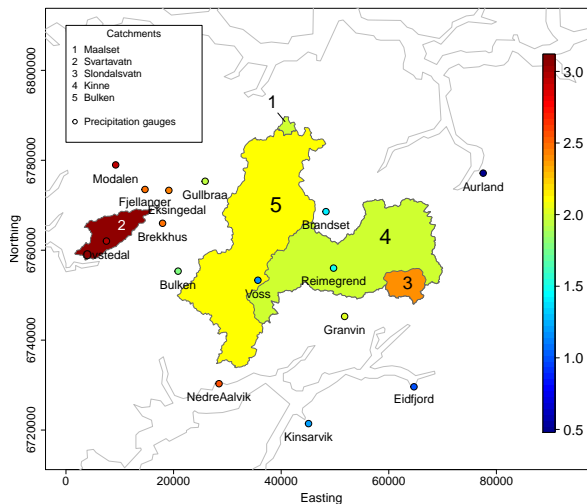 Catchments
1 Maalset
2 Svartavatn
3 Slondalsvatn
4 Kinne
5 Bulken
Precipitation gauges
1
2
3
4
5
Modalen
Fjellanger
Eksingedal
Gullbraa
Brekkhus
Bulken
Brandset
Voss
Reimegrend
Granvin
Aurland
NedreAalvik
Kinsarvik
Eidfjord
Northing
6720000
6740000
6760000
6780000
6800000
Easting
0
20000
40000
60000
80000
3.0
2.5
2.0
1.5
1.0
0.5